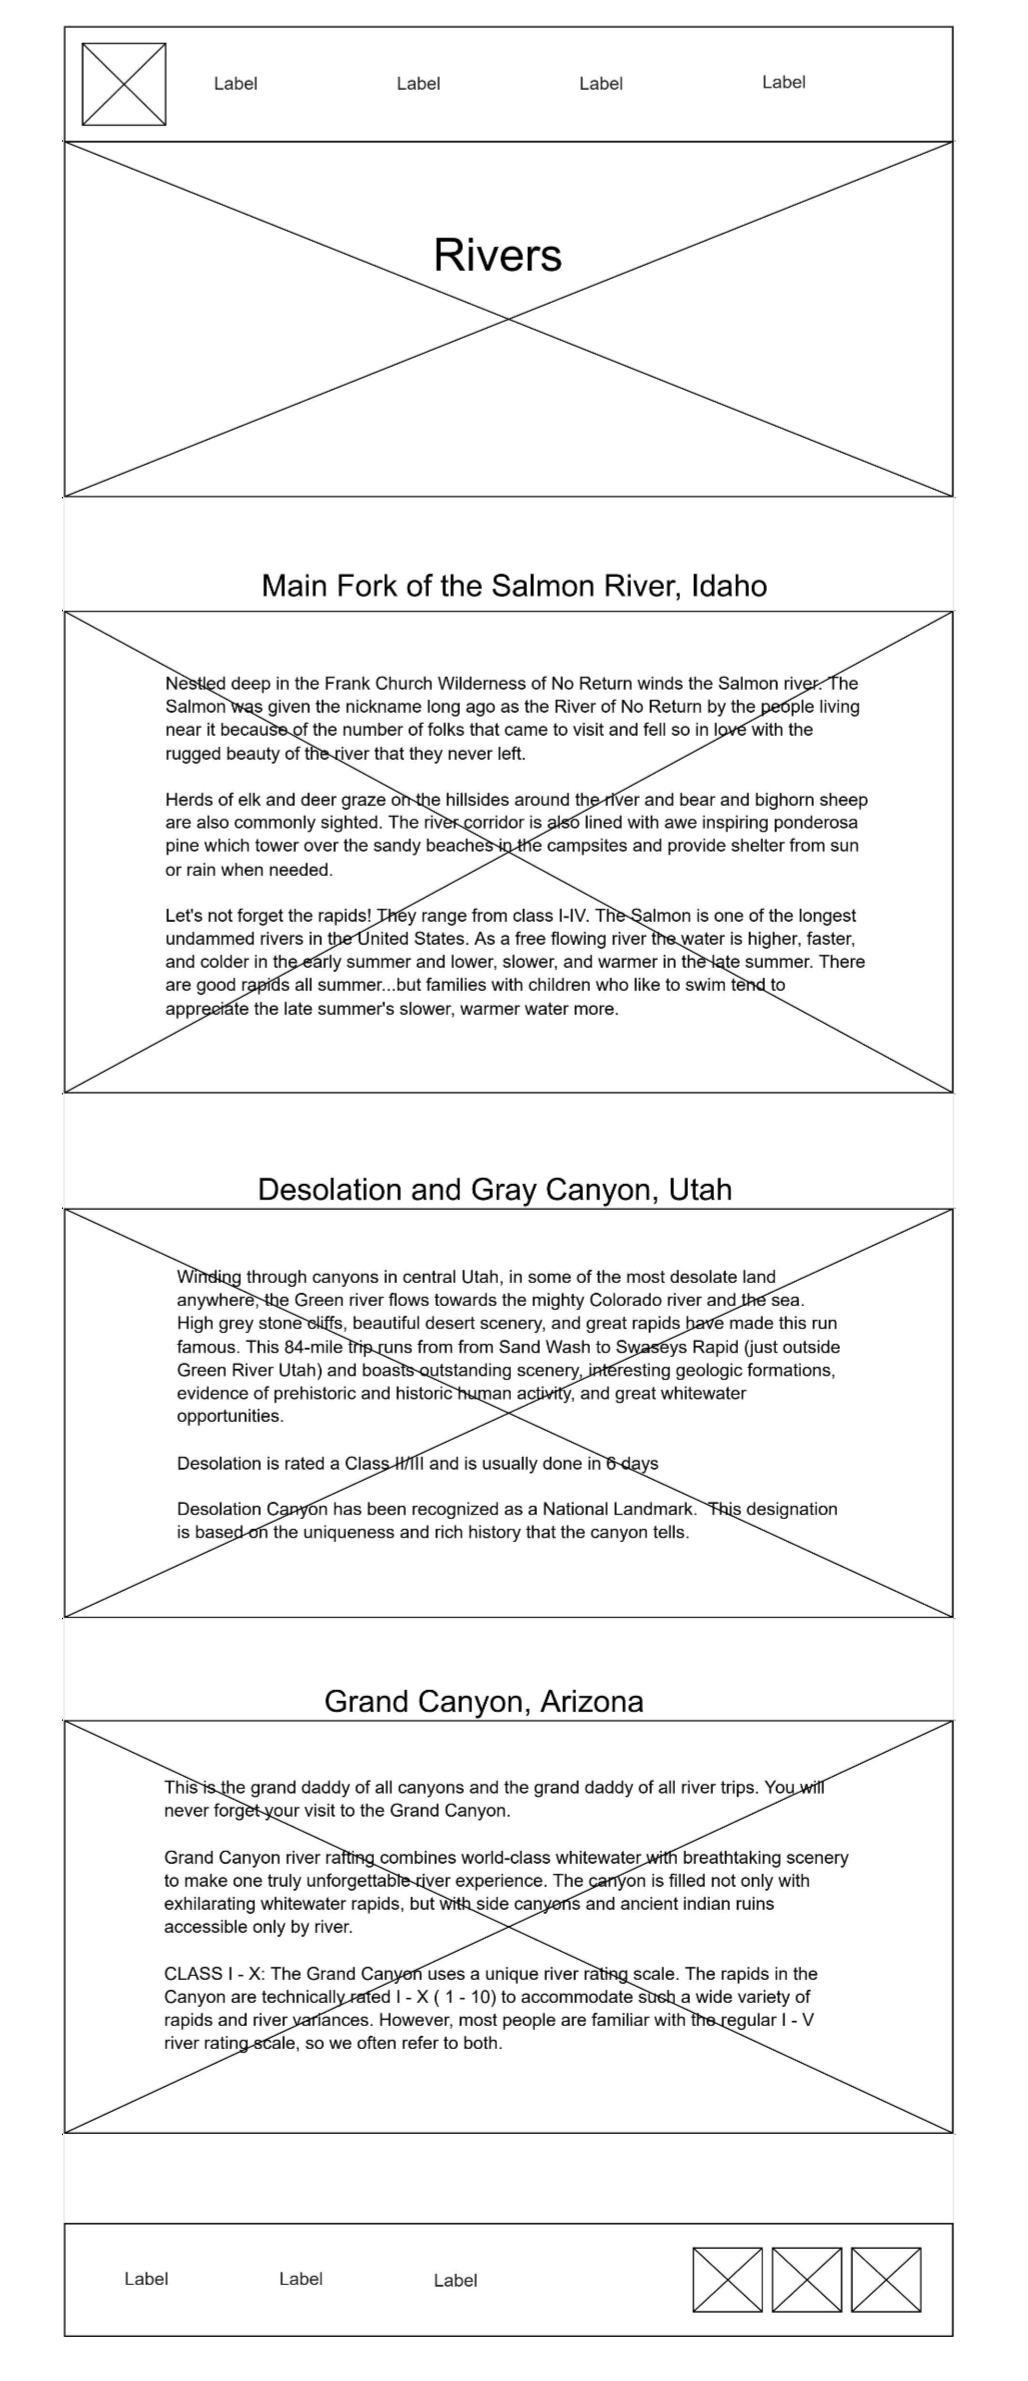 Label Label Label Label
Rivers
Main Fork of the Salmon River, Idaho
Nestled deep in the Frank Church Wilderness of No Return winds the Salmon river. The
Salmon was given the nickname long ago as the River of No Return by the people living
near it because of the number of folks that came to visit and fell so in love with the
rugged beauty of the river that they never left.
Herds of elk and deer graze on the hillsides around the river and bear and bighorn sheep
are also commonly sighted. The river corridor is also lined with awe inspiring ponderosa
pine which tower over the sandy beaches in the campsites and provide shelter from sun
or rain when needed.
Let's not forget the rapids! They range from class I-IV. The Salmon is one of the longest
undammed rivers in the United States. As a free flowing river the water is higher, faster,
and colder in the early summer and lower, slower, and warmer in the late summer. There
are good rapids all summer...but families with children who like to swim tend to
appreciate the late summer's slower, warmer water more.
Desolation and Gray Canyon, Utah
Winding through canyons in central Utah, in some of the most desolate land
anywhere, the Green river flows towards the mighty Colorado river and the sea.
High grey stone cliffs, beautiful desert scenery, and great rapids have made this run
famous. This 84-mile trip runs from from Sand Wash to Swaseys Rapid (just outside
Green River Utah) and boasts outstanding scenery, interesting geologic formations,
evidence of prehistoric and historic human activity, and great whitewater
opportunities.
Desolation is rated a Class II/III and is usually done in 6 days
Desolation Canyon has been recognized as a National Landmark.  This designation
is based on the uniqueness and rich history that the canyon tells.
Grand Canyon, Arizona
This is the grand daddy of all canyons and the grand daddy of all river trips. You will
never forget your visit to the Grand Canyon.
Grand Canyon river rafting combines world-class whitewater with breathtaking scenery
to make one truly unforgettable river experience. The canyon is filled not only with
exhilarating whitewater rapids, but with side canyons and ancient indian ruins
accessible only by river.
CLASS I - X: The Grand Canyon uses a unique river rating scale. The rapids in the
Canyon are technically rated I - X ( 1 - 10) to accommodate such a wide variety of
rapids and river variances. However, most people are familiar with the regular I - V
river rating scale, so we often refer to both.
Label Label Label